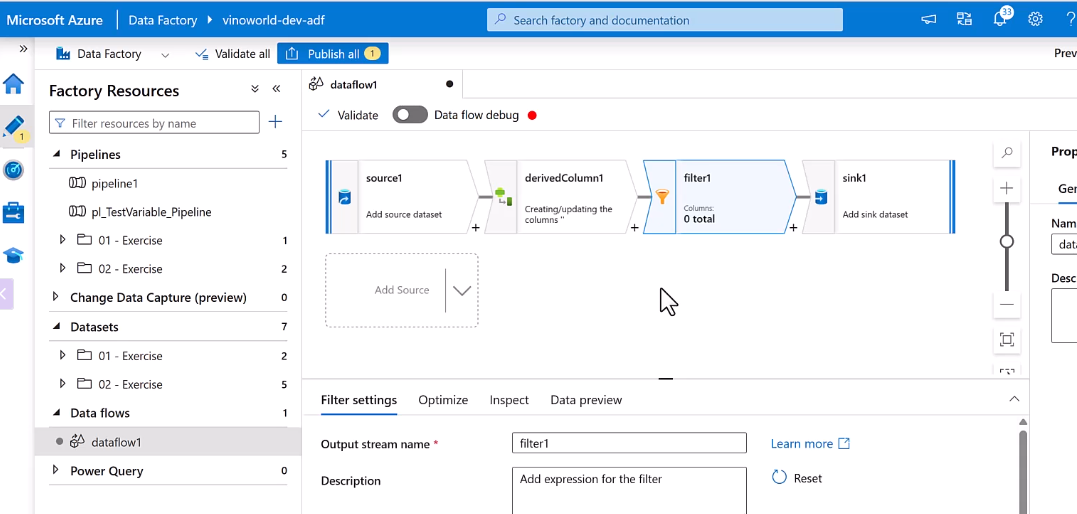 Microsoft Azure
Data Factory
vinoworld-dev-adf
Search factory and documentation
33
Data Factory
Validate all
Publish all
1
Factory Resources
Filter resources by name
Pipelines 5
pipeline1
pl_TestVariable_Pipeline
01 - Exercise 1
02 - Exercise 2
Change Data Capture (preview) 0
Datasets 7
01 - Exercise 2
02 - Exercise 5
Data flows 1
dataflow1
Power Query 0
1
dataflow1
Validate
Data flow debug
source1
Add source dataset
derivedColumn1
Creating/updating the
columns "
filter1
Columns:
0 total
sink1
Add sink dataset
Add Source
Filter settings
Optimize
Inspect
Data preview
Output stream name *
filter1
Learn more
Description
Add expression for the filter
Reset
Prev
Prop
Ger
Nam
data
Desc